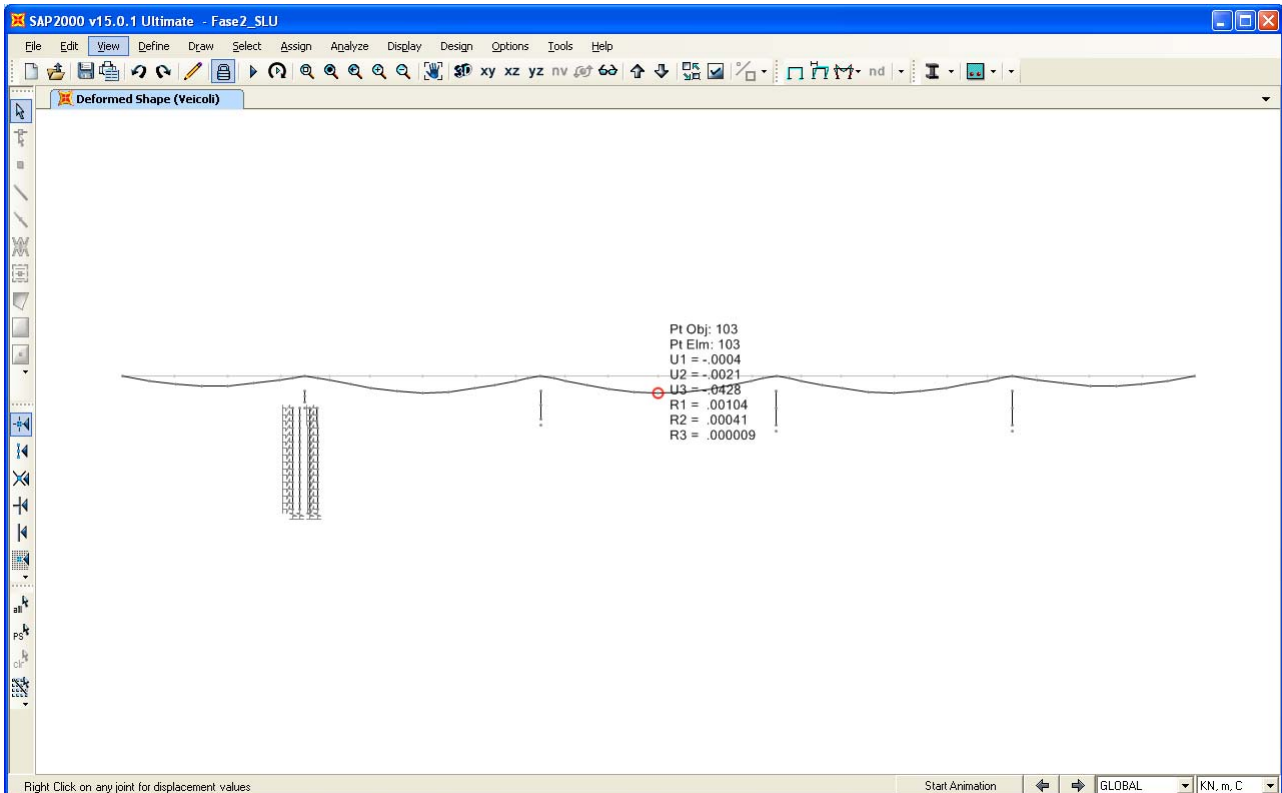 SAP2000 v15.0.1 Ultimate - Fase2_SLU
File Edit View Define Draw Select Assign Analyze Display Design Options Tools Help
xy xz yz nv nd
Deformed Shape (Veicoli)
Pt Obj: 103
Pt Elm: 103
U1 = -.0004
U2 = -.0021
U3 = -.0428
R1 = .00104
R2 = .00041
R3 = .000009
all
PS
clr
Right Click on any joint for displacement values
Start Animation
GLOBAL
KN, m, C